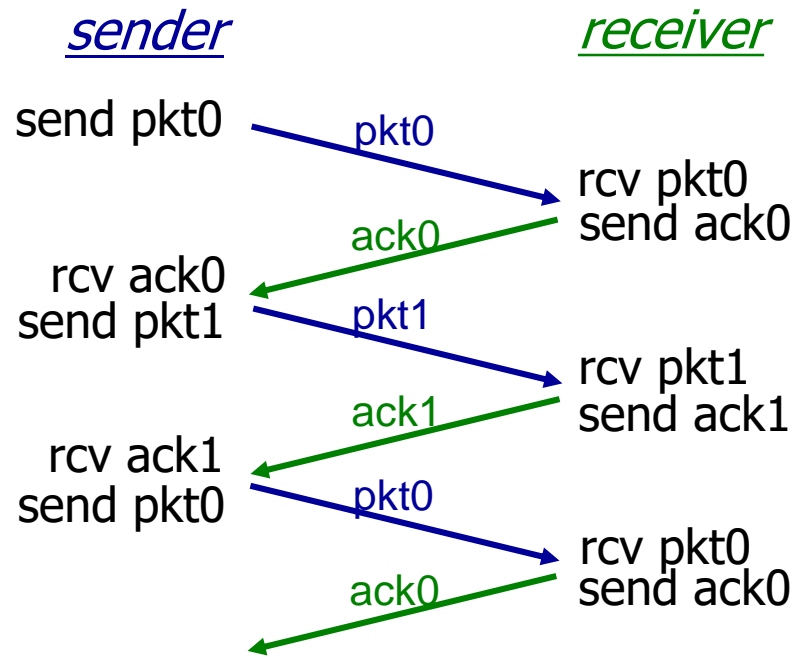 sender
receiver
send pkt0
pkt0
rcv pkt0
send ack0
ack0
rcv ack0
send pkt1
pkt1
rcv pkt1
send ack1
ack1
rcv ack1
send pkt0
pkt0
rcv pkt0
send ack0
ack0